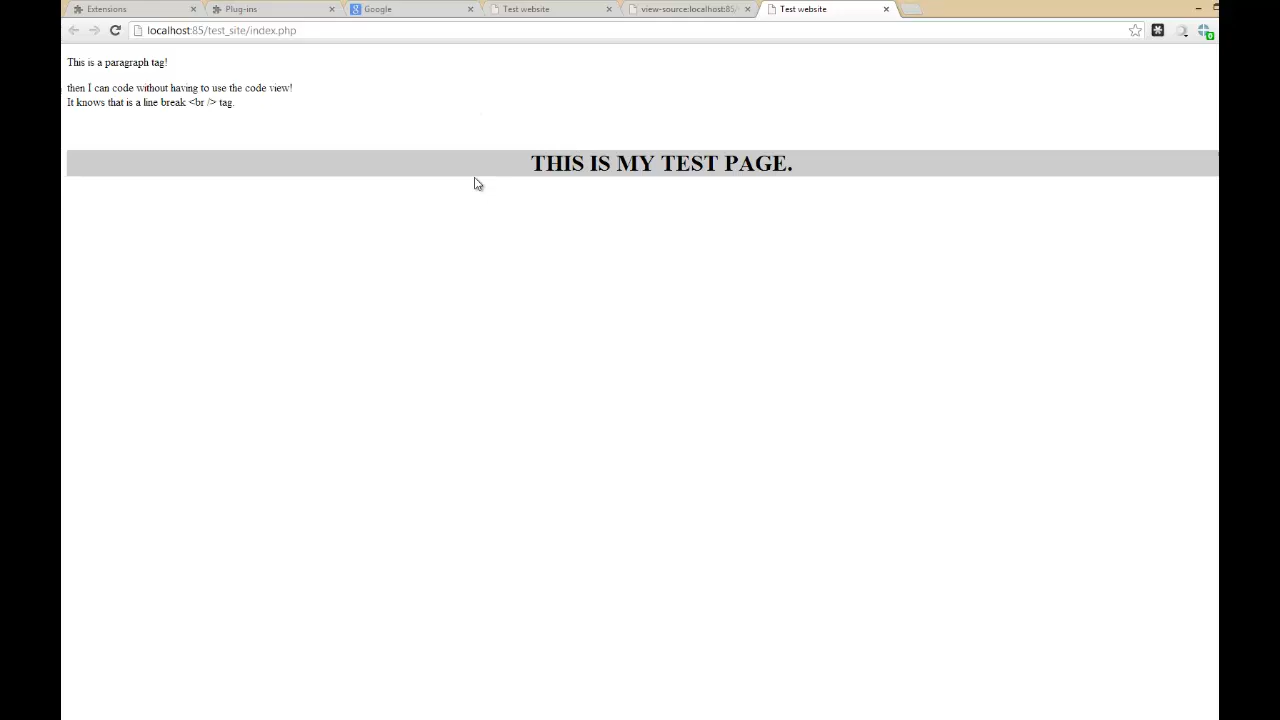 Extensions
Plug-ins
Google
Test website
view-source:localhost:85/
Test website
localhost:85/test_site/index.php
0
This is a paragraph tag!
then I can code without having to use the code view!
It knows that is a line break <br /> tag.
THIS IS MY TEST PAGE.